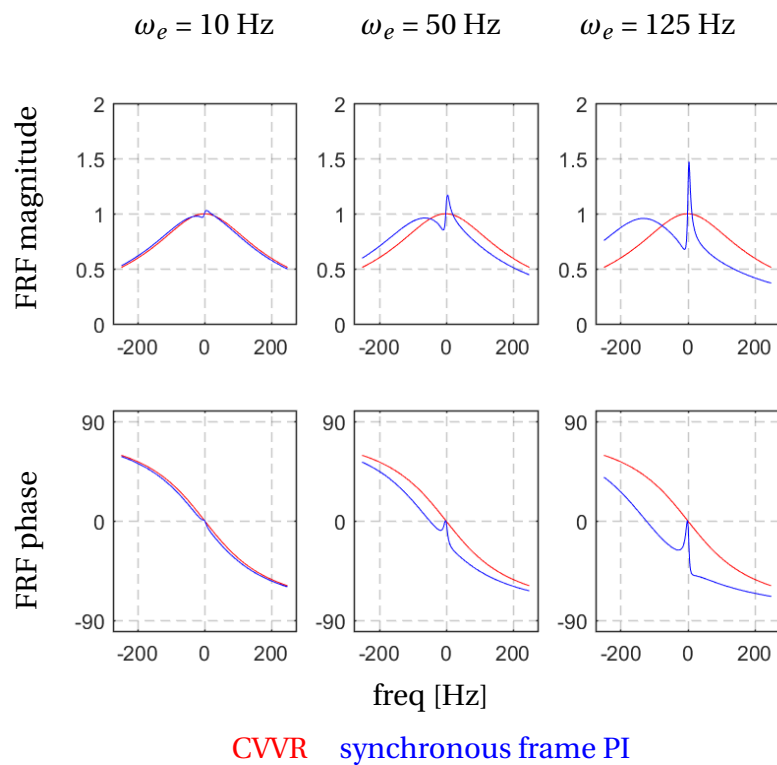 ωe = 10 Hz ωe = 50 Hz ωe = 125 Hz
FRF magnitude
2 2 2
1.5 1.5 1.5
1 1 1
0.5 0.5 0.5
0 0 0
-200 0 200 -200 0 200 -200 0 200
FRF phase
90 90 90
0 0 0
-90 -90 -90
-200 0 200 -200 0 200 -200 0 200
freq [Hz]
CVVR synchronous frame PI